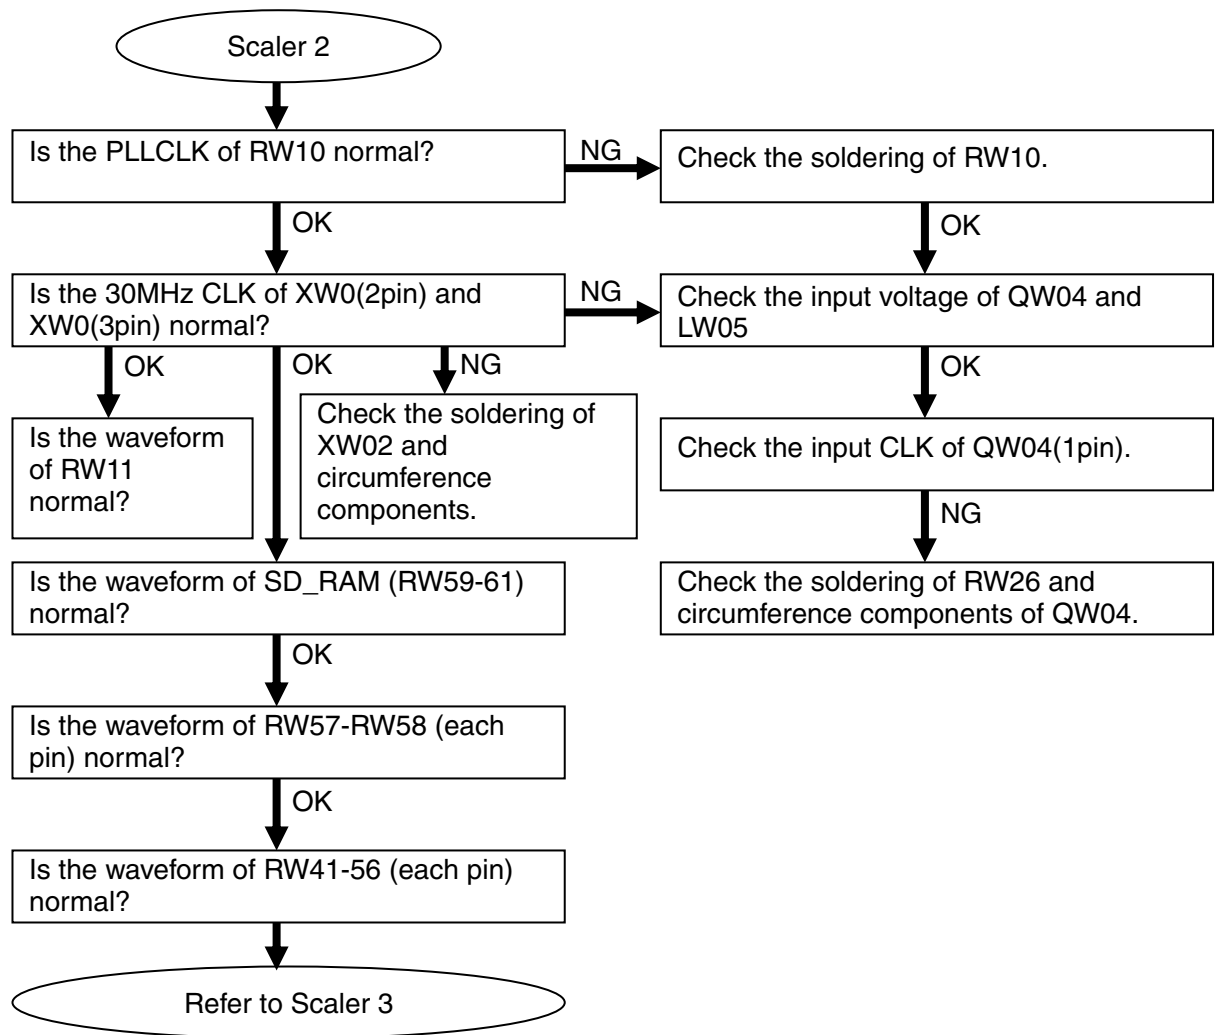 Scaler 2
Is the PLLCLK of RW10 normal?
NG
Check the soldering of RW10.
OK
OK
Is the 30MHz CLK of XW0(2pin) and
XW0(3pin) normal?
NG
Check the input voltage of QW04 and
LW05
OK
OK
NG
OK
Is the waveform
of RW11
normal?
Check the soldering of
XW02 and
circumference
components.
Check the input CLK of QW04(1pin).
NG
Is the waveform of SD_RAM (RW59-61)
normal?
Check the soldering of RW26 and
circumference components of QW04.
OK
Is the waveform of RW57-RW58 (each
pin) normal?
OK
Is the waveform of RW41-56 (each pin)
normal?
Refer to Scaler 3